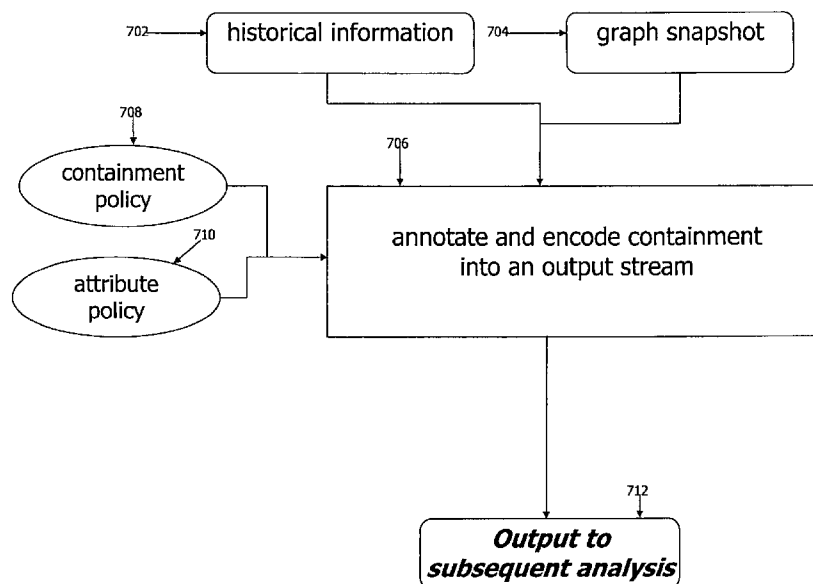 702
historical information
704
graph snapshot
708
containment
policy
706
annotate and encode containment
into an output stream
710
attribute
policy
712
Output to
subsequent analysis